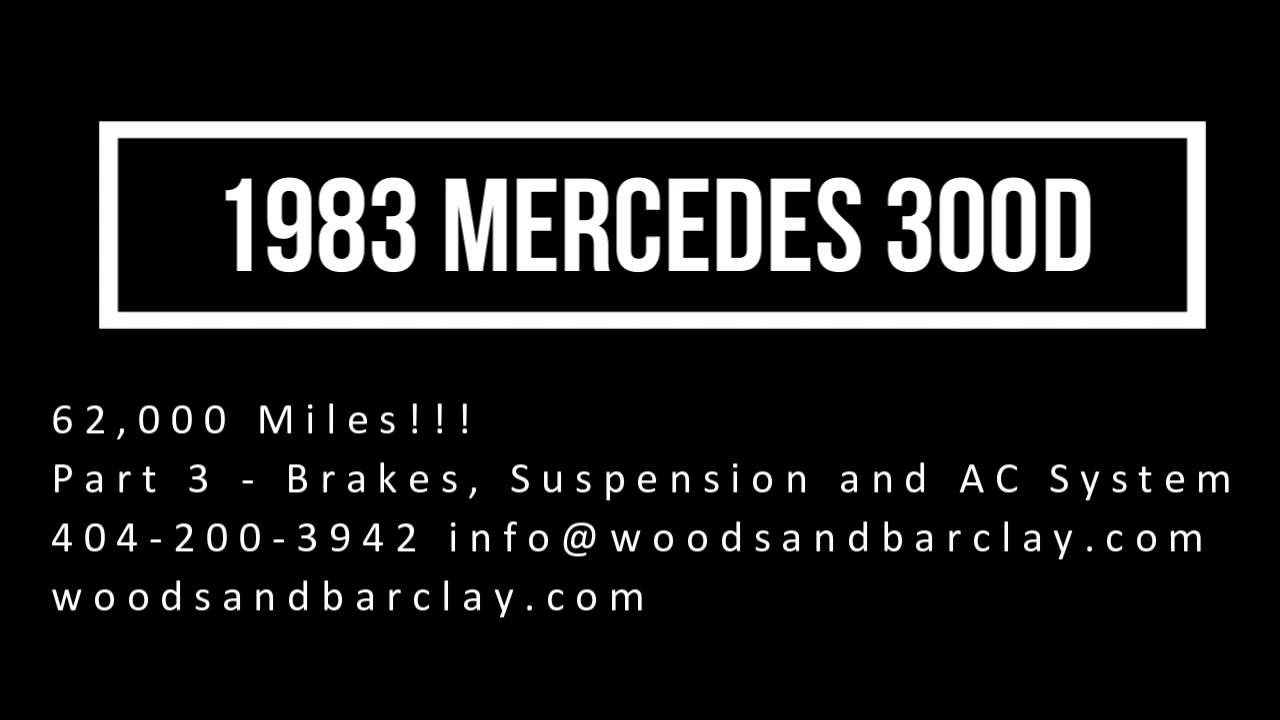 1983 MERCEDES 300D
62,000 Miles!!!
Part 3 - Brakes, Suspension and AC System
404-200-3942 info@woodsandbarclay.com
woodsandbarclay.com